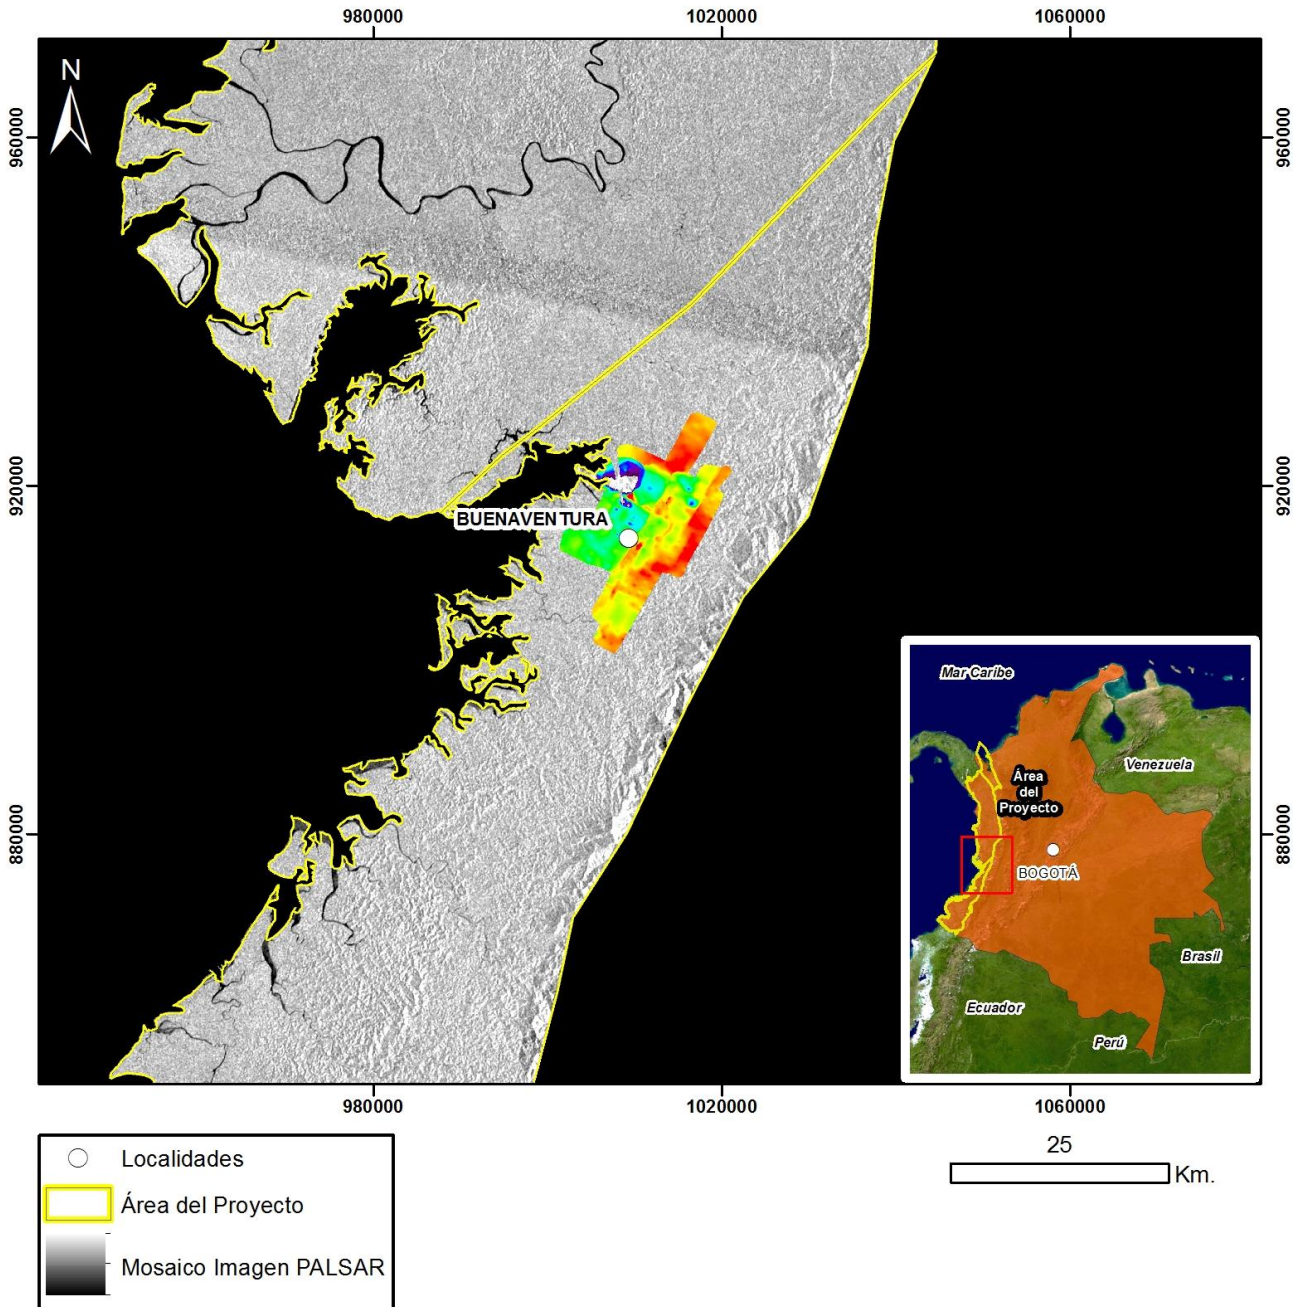 980000
1020000
1060000
N
960000
960000
920000
920000
BUENAVENTURA
880000
880000
Mar Caribe
Venezuela
Área
del
Proyecto
BOGOTÁ
Brasil
Ecuador
Perú
980000
1020000
1060000
25
Km.
Localidades
Área del Proyecto
Mosaico Imagen PALSAR